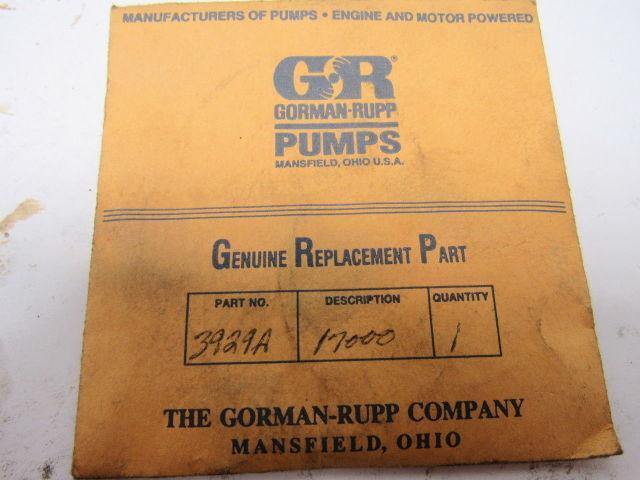 MANUFACTURERS OF PUMPS • ENGINE AND MOTOR POWERED
GR®
GORMAN-RUPP
PUMPS
MANSFIELD, OHIO U.S.A.
GENUINE REPLACEMENT PART
PART NO. DESCRIPTION QUANTITY
3929A 17000 1
THE GORMAN-RUPP COMPANY
MANSFIELD, OHIO